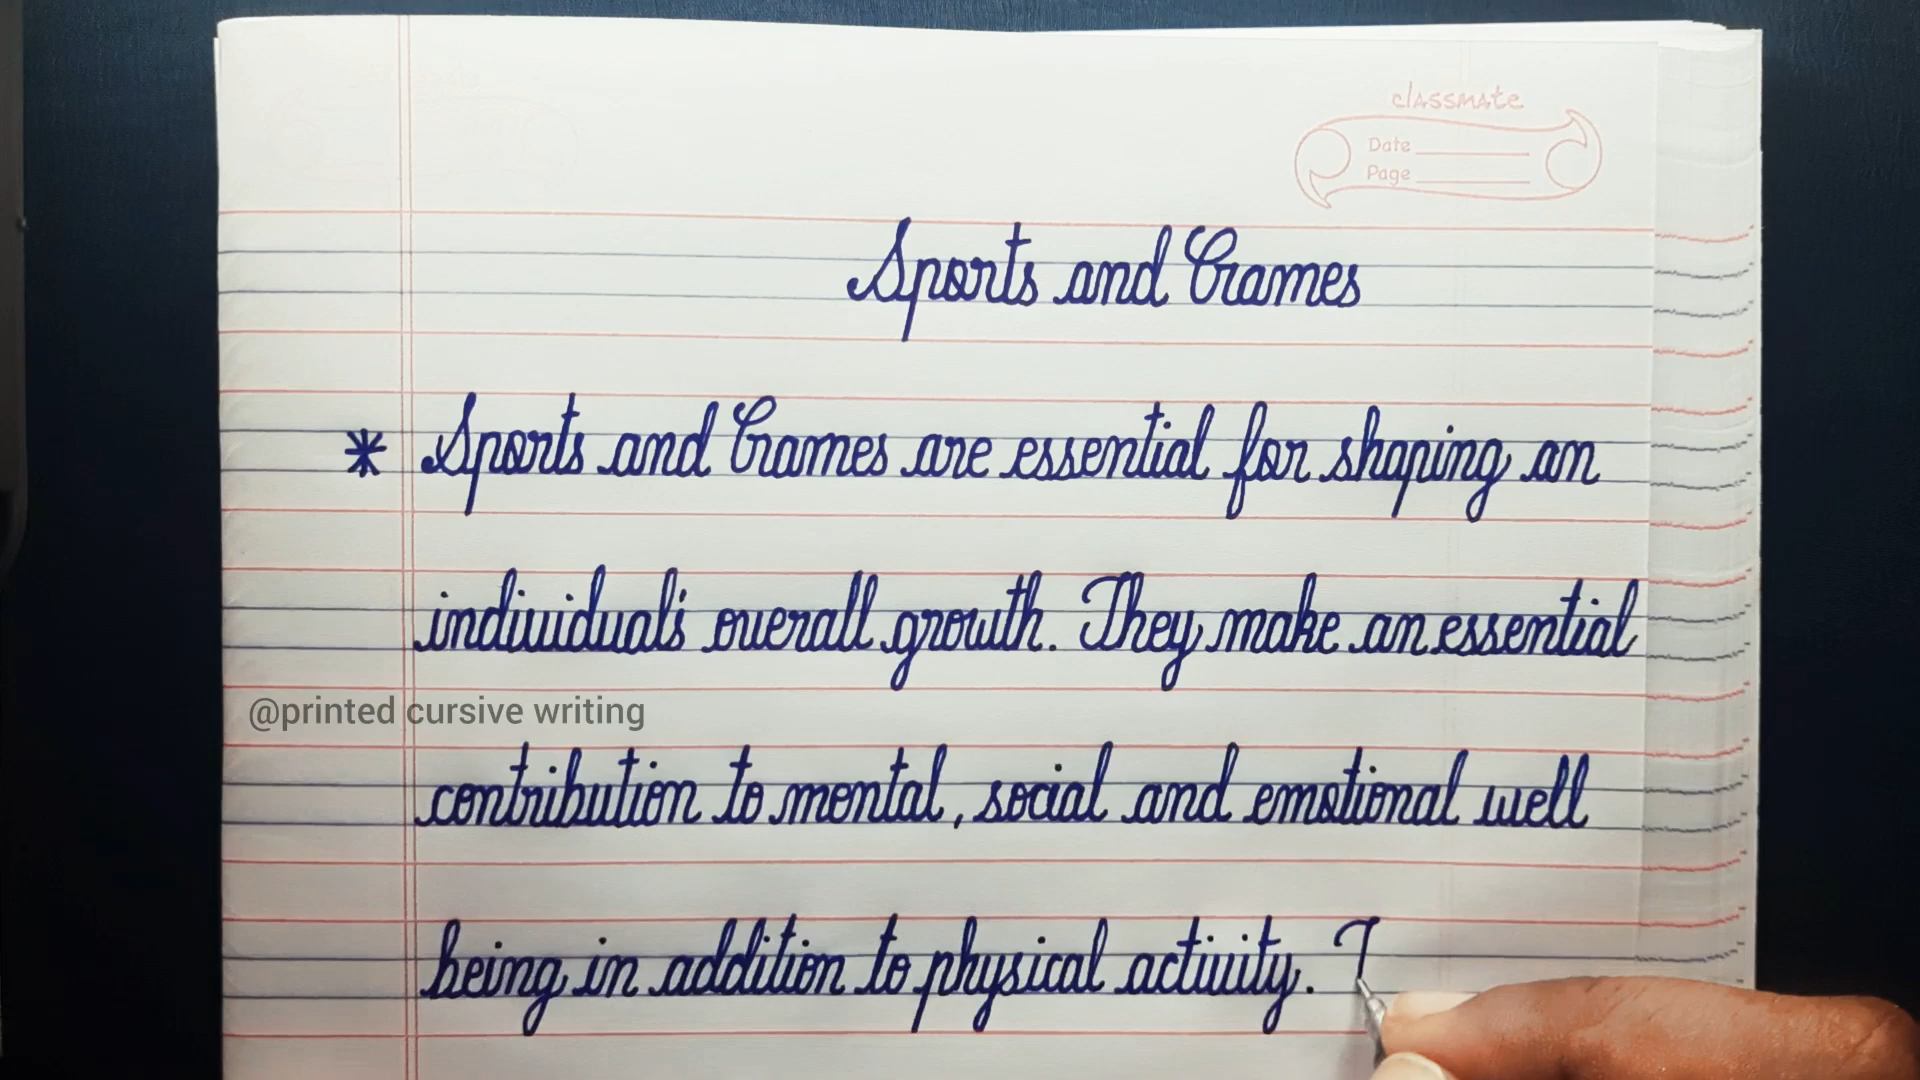 classmate
Date
Page
Sports and Games
* Sports and Games are essential for shaping an
individual's overall growth. They make an essential
@printed cursive writing
contribution to mental, social and emotional well
being in addition to physical activity. T